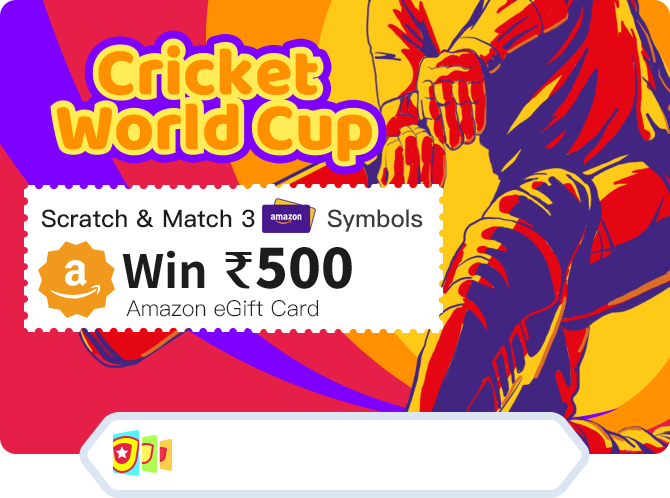 Cricket
World Cup
Scratch & Match 3 amazon Symbols
a Win ₹500
Amazon eGift Card